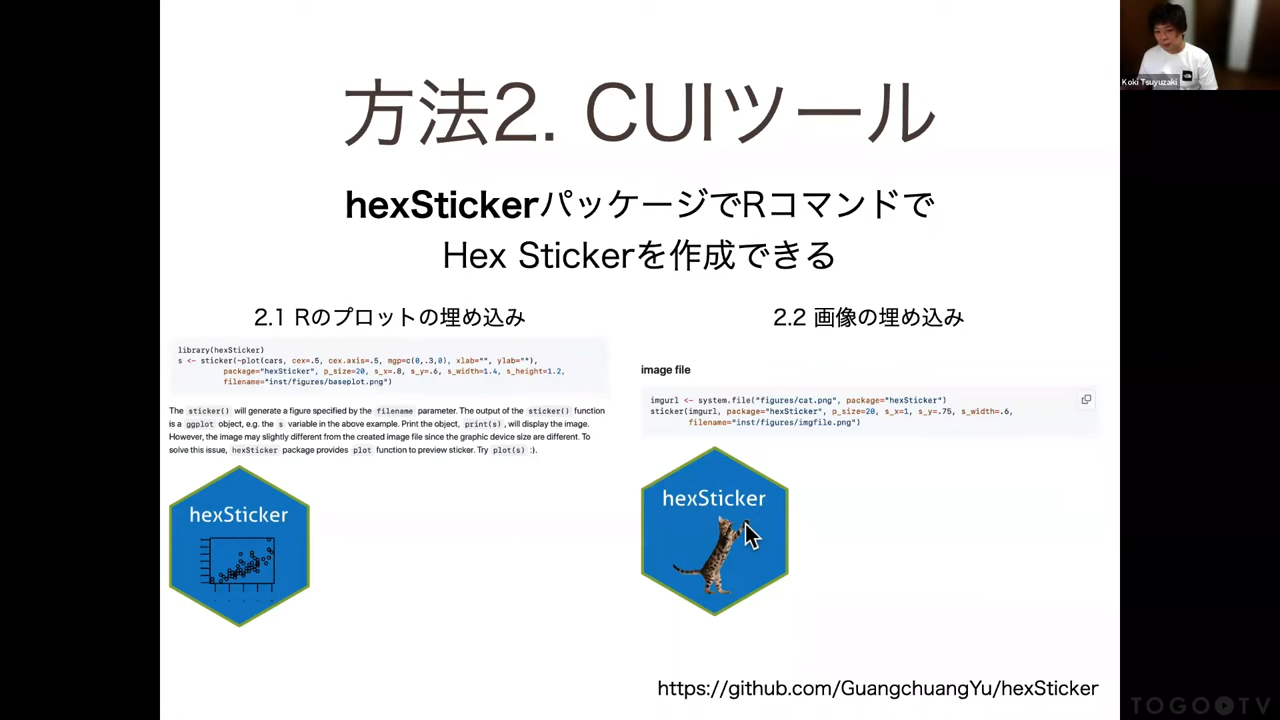 方法2. CUIツール
hexStickerパッケージでRコマンドで
Hex Stickerを作成できる
2.1 Rのプロットの埋め込み
library(hexSticker)
s <- sticker(~plot(cars, cex=.5, cex.axis=.5, mgp=c(0,.3,0), xlab="", ylab=""),
package="hexSticker", p_size=20, s_x=.8, s_y=.6, s_width=1.4, s_height=1.2,
filename="inst/figures/baseplot.png")
The sticker() will generate a figure specified by the filename parameter. The output of the sticker() function
is a ggplot object, e.g. the s variable in the above example. Print the object, print(s) , will display the image.
However, the image may slightly different from the created image file since the graphic device size are different. To
solve this issue, hexSticker package provides plot function to preview sticker. Try plot(s) :).
hexSticker
2.2 画像の埋め込み
image file
imgurl <- system.file("figures/cat.png", package="hexSticker")
sticker(imgurl, package="hexSticker", p_size=20, s_x=1, s_y=.75, s_width=.6,
filename="inst/figures/imgfile.png")
hexSticker
https://github.com/GuangchuangYu/hexSticker
Koki Tsuyuzaki
TOGOTV